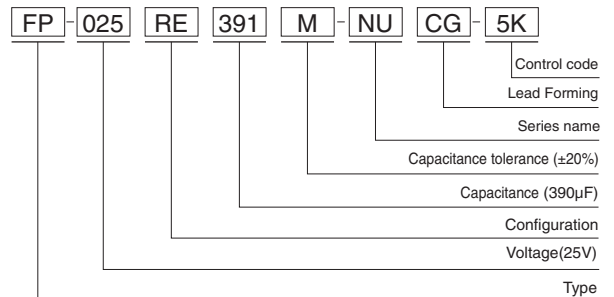 FP-025 RE 391 M-NU CG-5K
Control code
Lead Forming
Series name
Capacitance tolerance (±20%)
Capacitance (390µF)
Configuration
Voltage(25V)
Type